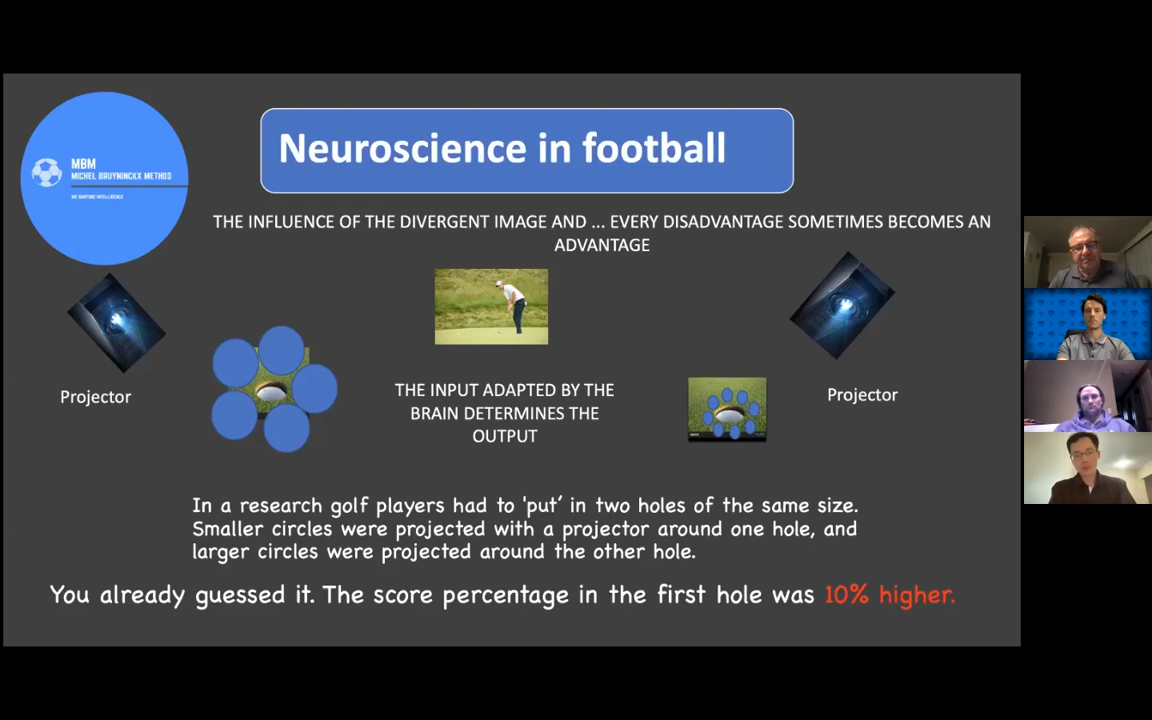 Neuroscience in football
MBM
MICHEL BRUYNINCKX METHOD
THE INFLUENCE OF THE DIVERGENT IMAGE AND ... EVERY DISADVANTAGE SOMETIMES BECOMES AN
ADVANTAGE
Projector
THE INPUT ADAPTED BY THE
BRAIN DETERMINES THE
OUTPUT
Projector
In a research golf players had to 'put' in two holes of the same size.
Smaller circles were projected with a projector around one hole, and
larger circles were projected around the other hole.
You already guessed it. The score percentage in the first hole was 10% higher.